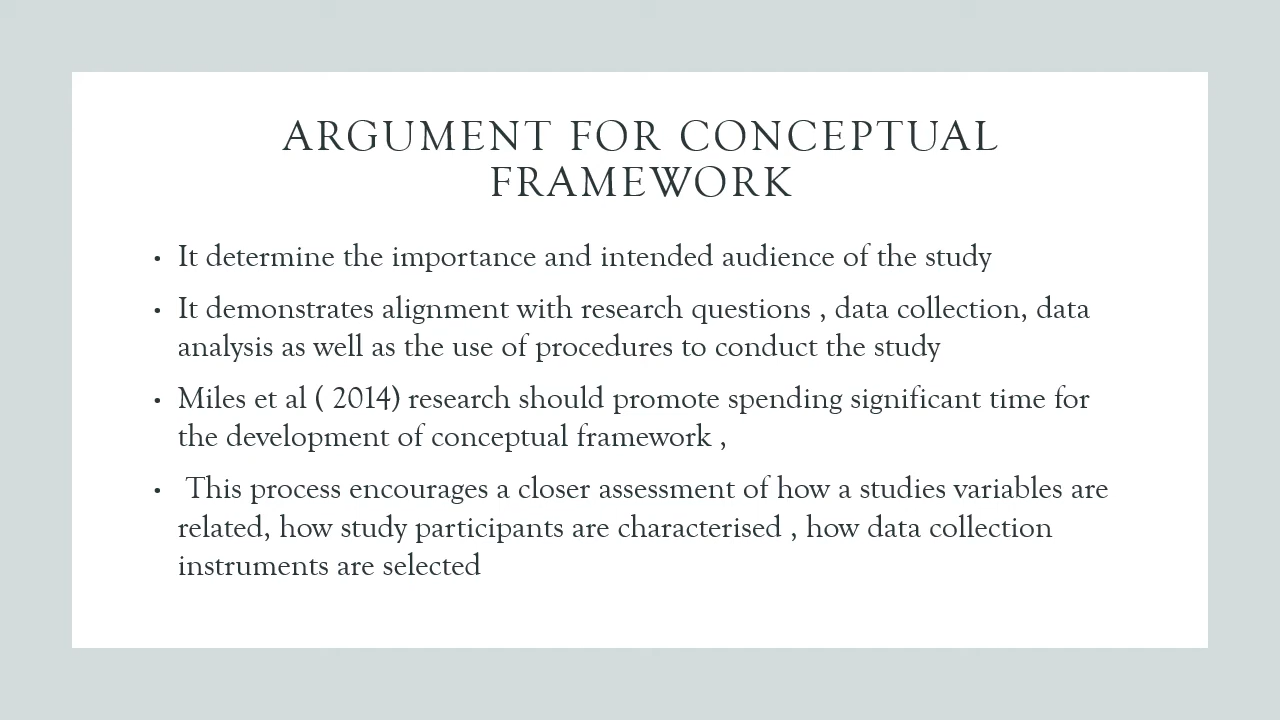 ARGUMENT FOR CONCEPTUAL
FRAMEWORK
• It determine the importance and intended audience of the study
• It demonstrates alignment with research questions , data collection, data
analysis as well as the use of procedures to conduct the study
• Miles et al ( 2014) research should promote spending significant time for
the development of conceptual framework ,
• This process encourages a closer assessment of how a studies variables are
related, how study participants are characterised , how data collection
instruments are selected